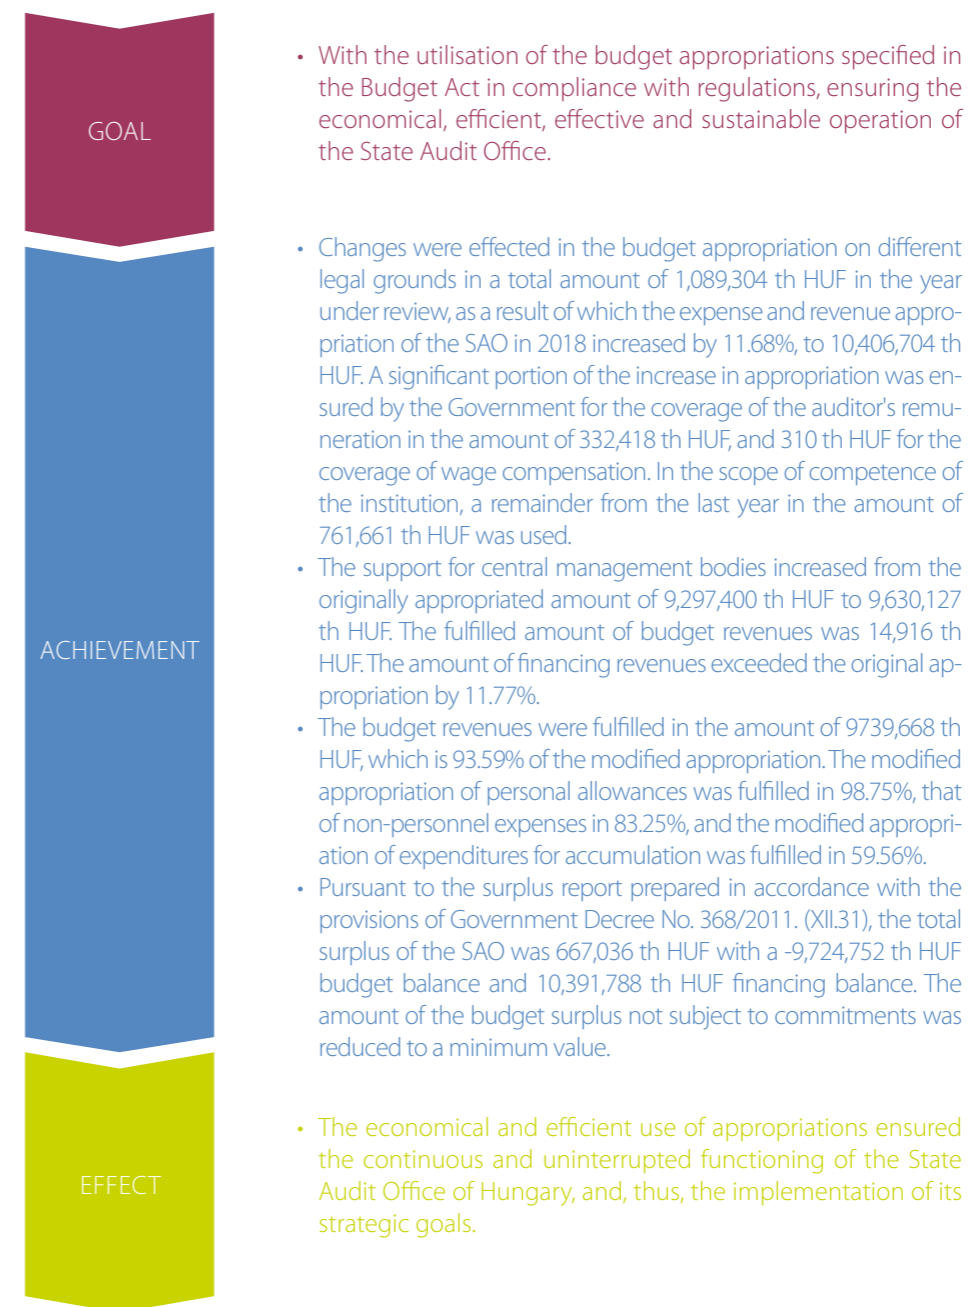 GOAL
• With the utilisation of the budget appropriations specified in
the Budget Act in compliance with regulations, ensuring the
economical, efficient, effective and sustainable operation of
the State Audit Office.
ACHIEVEMENT
• Changes were effected in the budget appropriation on different
legal grounds in a total amount of 1,089,304 th HUF in the year
under review, as a result of which the expense and revenue appro-
priation of the SAO in 2018 increased by 11.68%, to 10,406,704 th
HUF. A significant portion of the increase in appropriation was en-
sured by the Government for the coverage of the auditor's remu-
neration in the amount of 332,418 th HUF, and 310 th HUF for the
coverage of wage compensation. In the scope of competence of
the institution, a remainder from the last year in the amount of
761,661 th HUF was used.
• The support for central management bodies increased from the
originally appropriated amount of 9,297,400 th HUF to 9,630,127
th HUF. The fulfilled amount of budget revenues was 14,916 th
HUF. The amount of financing revenues exceeded the original ap-
propriation by 11.77%.
• The budget revenues were fulfilled in the amount of 9739,668 th
HUF, which is 93.59% of the modified appropriation. The modified
appropriation of personal allowances was fulfilled in 98.75%, that
of non-personnel expenses in 83.25%, and the modified appropri-
ation of expenditures for accumulation was fulfilled in 59.56%.
• Pursuant to the surplus report prepared in accordance with the
provisions of Government Decree No. 368/2011. (XII.31), the total
surplus of the SAO was 667,036 th HUF with a -9,724,752 th HUF
budget balance and 10,391,788 th HUF financing balance. The
amount of the budget surplus not subject to commitments was
reduced to a minimum value.
EFFECT
• The economical and efficient use of appropriations ensured
the continuous and uninterrupted functioning of the State
Audit Office of Hungary, and, thus, the implementation of its
strategic goals.